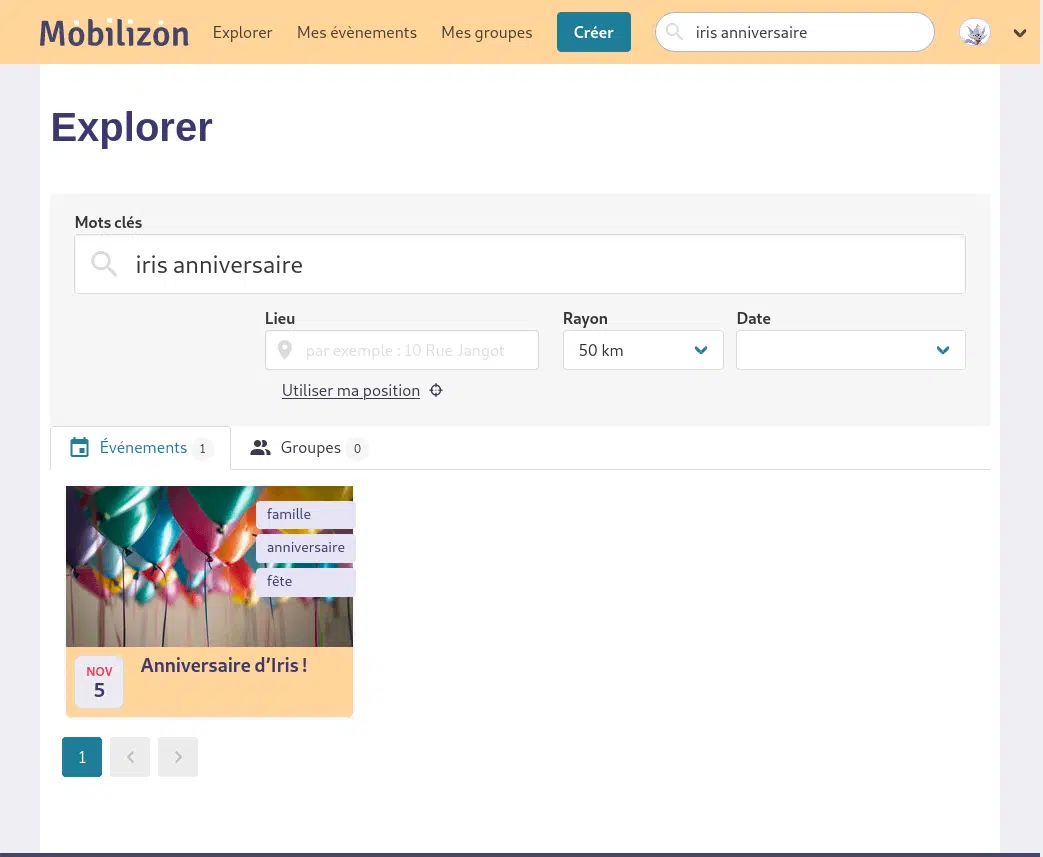 Mobilizon Explorer Mes évènements Mes groupes Créer iris anniversaire
Explorer
Mots clés
iris anniversaire
Lieu Rayon Date
par exemple : 10 Rue Jangot 50 km
Utiliser ma position
Événements 1 Groupes 0
famille
anniversaire
fête
Anniversaire d’Iris !
NOV
5
1